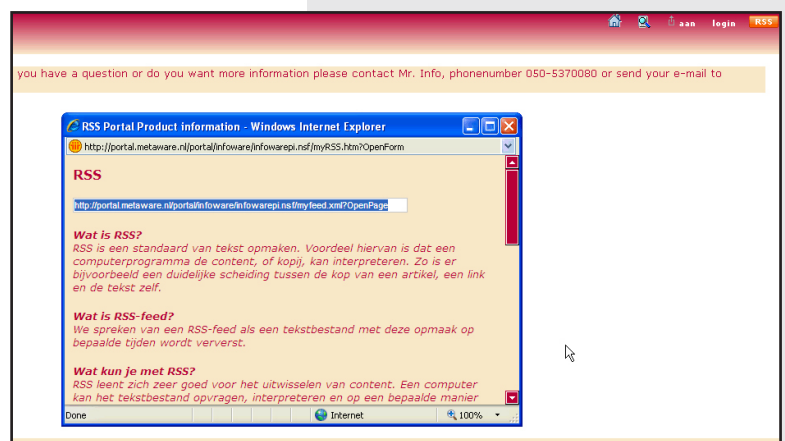 aan login RSS
you have a question or do you want more information please contact Mr. Info, phonenumber 050-5370080 or send your e-mail to
RSS Portal Product information - Windows Internet Explorer
http://portal.metaware.nl/portal/infoware/infowarepi.nsf/myRSS.htm?OpenForm
RSS
http://portal.metaware.nl/portal/infoware/infowarepi.nsf/myfeed.xml?OpenPage
Wat is RSS?
RSS is een standaard van tekst opmaken. Voordeel hiervan is dat een
computerprogramma de content, of kopij, kan interpreteren. Zo is er
bijvoorbeeld een duidelijke scheiding tussen de kop van een artikel, een link
en de tekst zelf.
Wat is RSS-feed?
We spreken van een RSS-feed als een tekstbestand met deze opmaak op
bepaalde tijden wordt ververst.
Wat kun je met RSS?
RSS leent zich zeer goed voor het uitwisselen van content. Een computer
kan het tekstbestand opvragen, interpreteren en op een bepaalde manier
Done Internet 100%